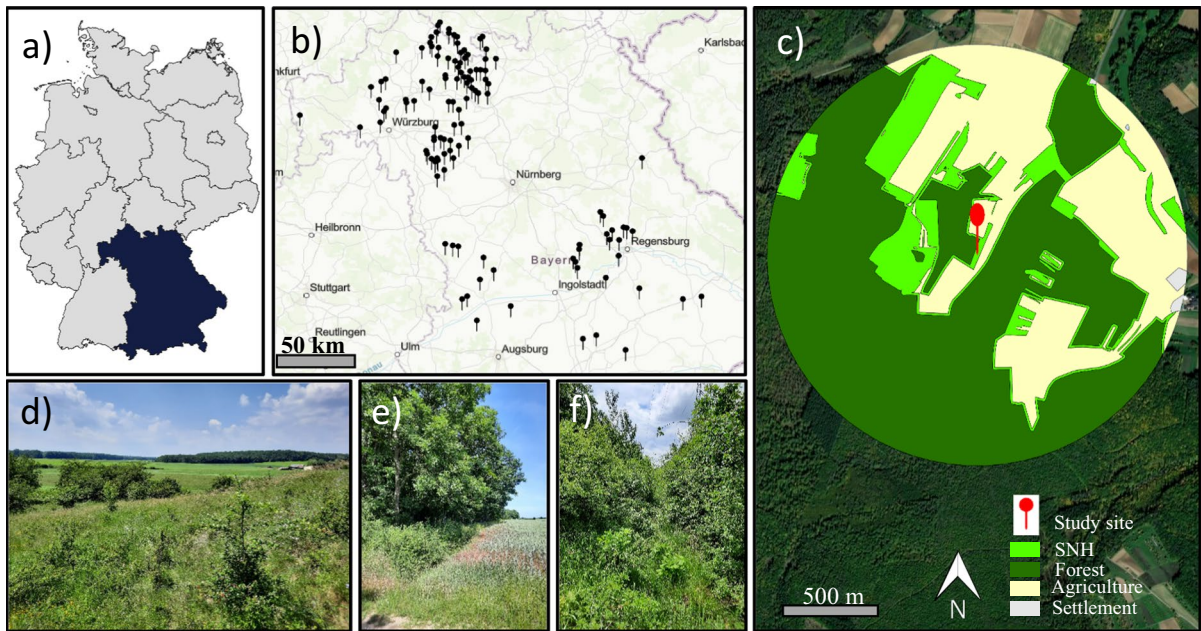 a)
b)
Karlsbad
nkfurt
Würzburg
m
Nürnberg
Heilbronn
Regensburg
Bayern
Ingolstadt
Stuttgart
Reutlingen
50 km
Ulm
Augsburg
c)
Study site
SNH
Forest
Agriculture
Settlement
500 m
N
d)
e)
f)